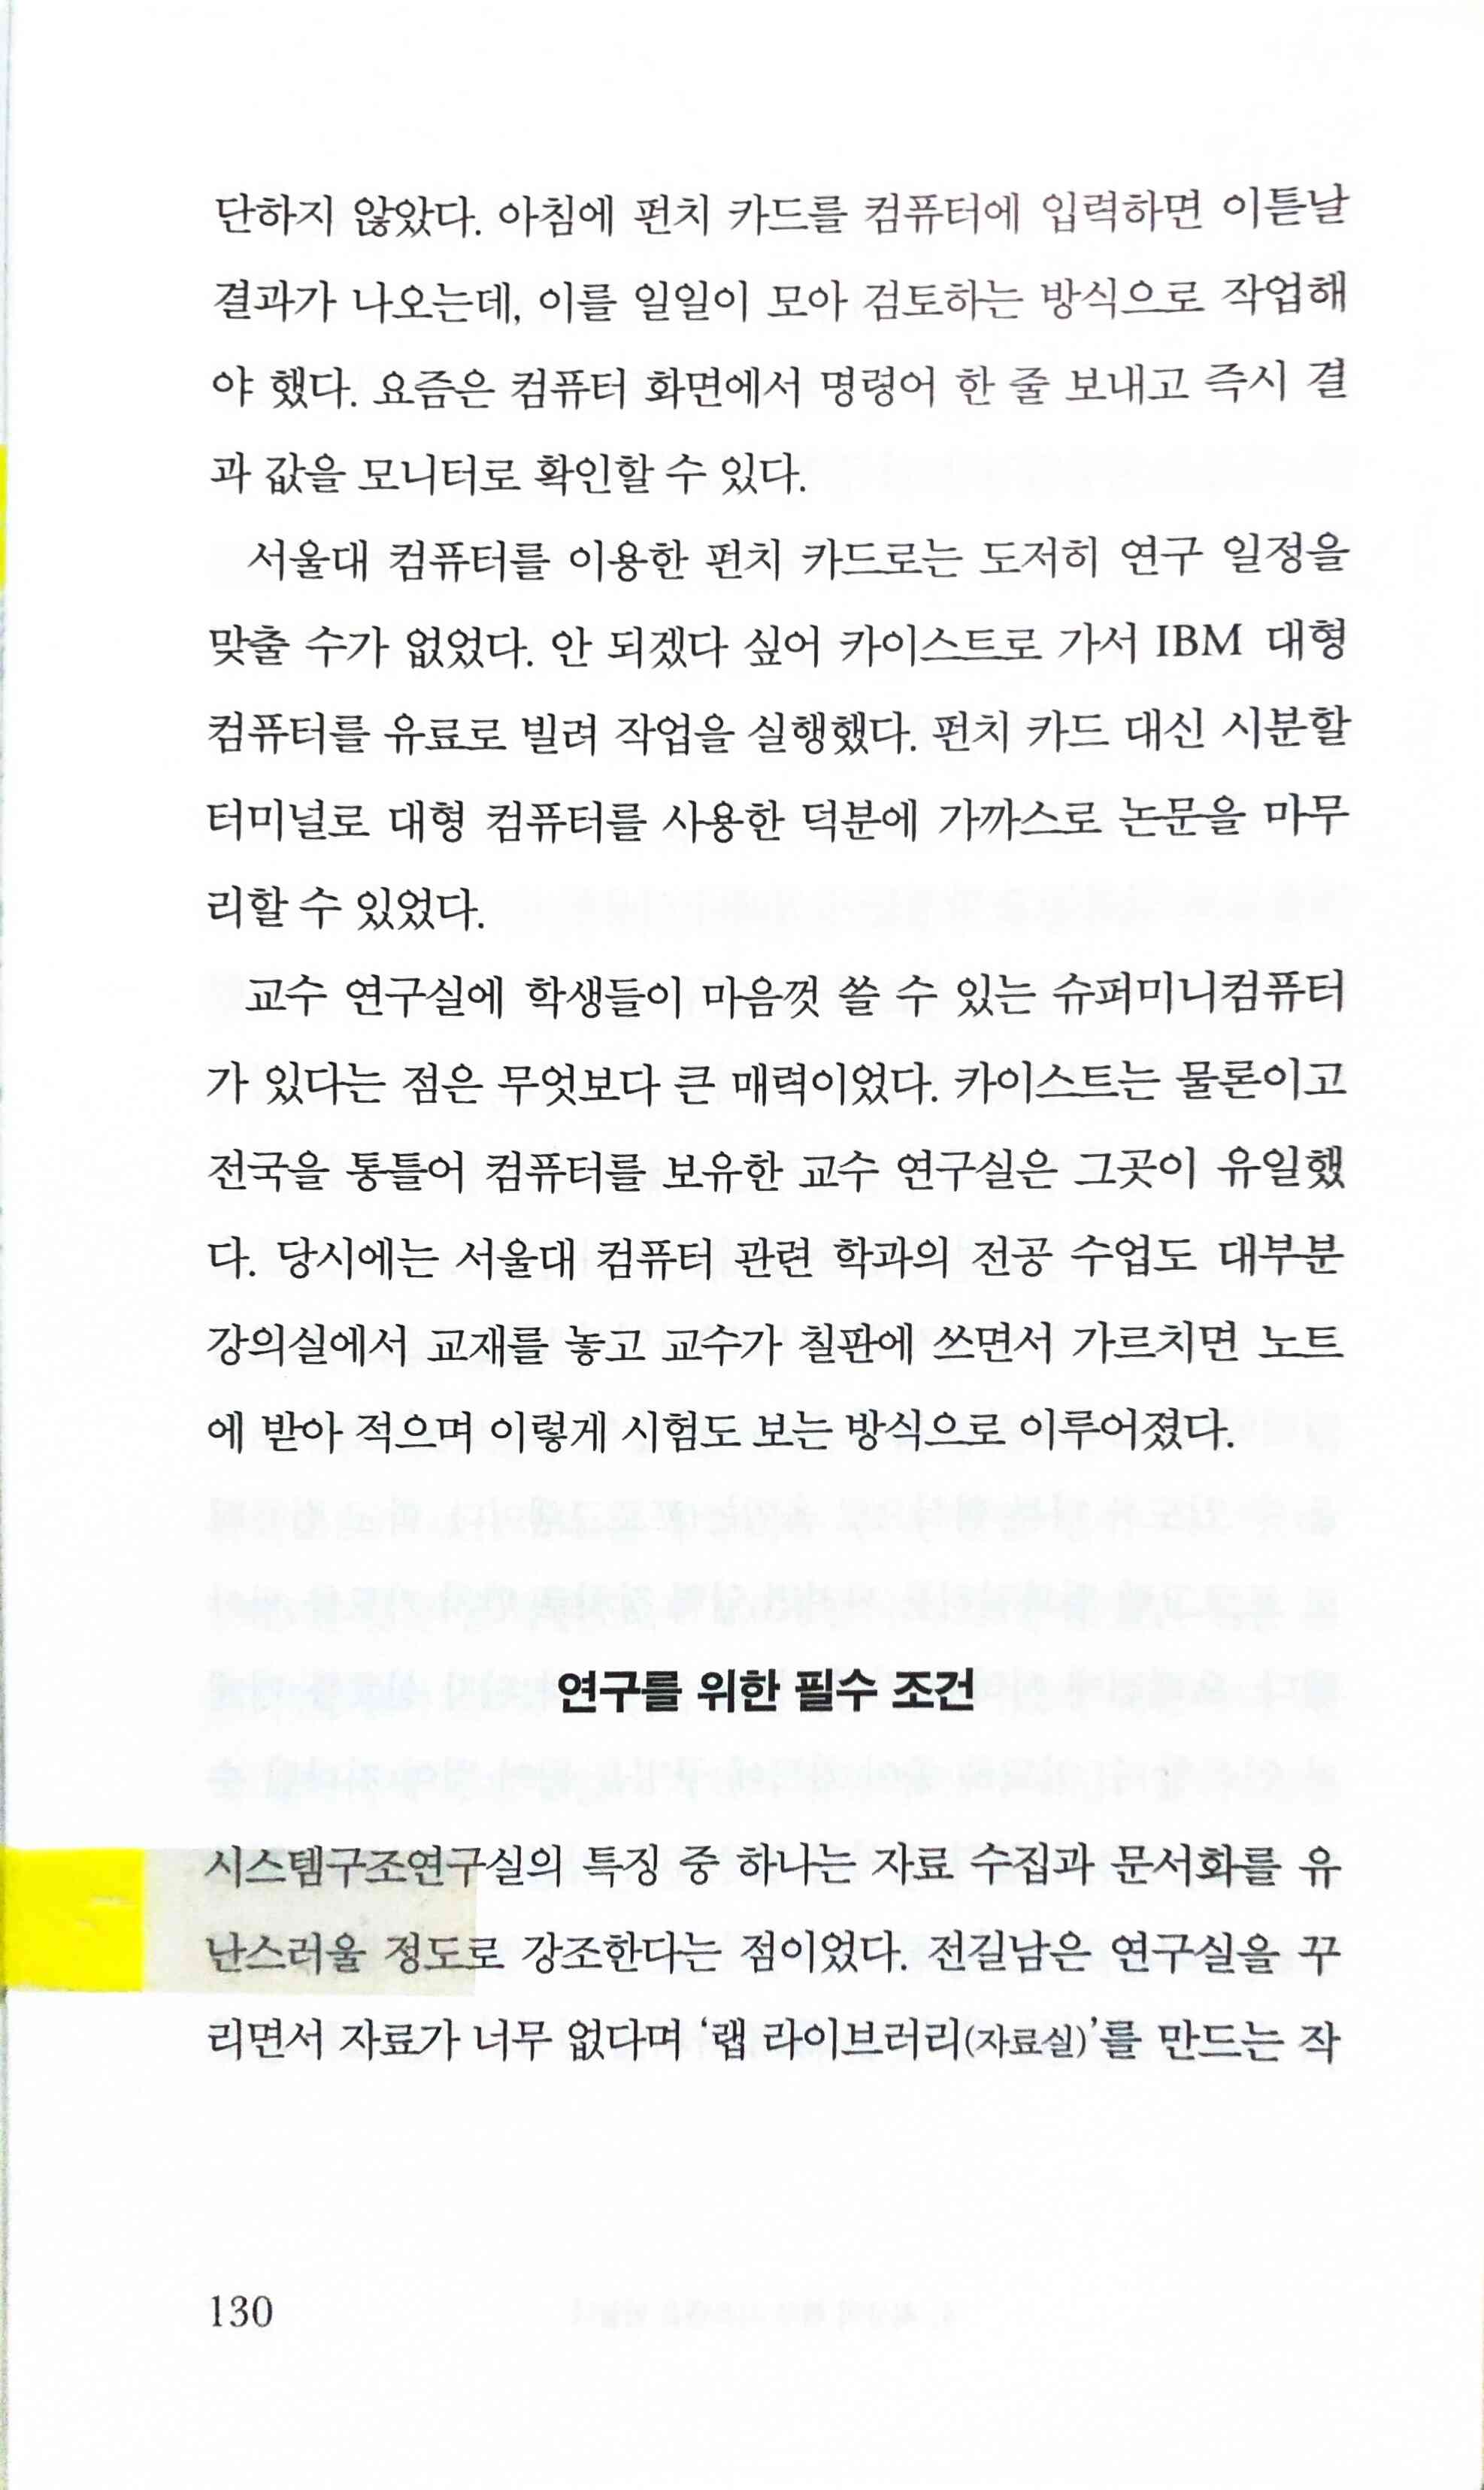 단하지 않았다. 아침에 펀치 카드를 컴퓨터에 입력하면 이튿날
결과가 나오는데, 이를 일일이 모아 검토하는 방식으로 작업해
야 했다. 요즘은 컴퓨터 화면에서 명령어 한 줄 보내고 즉시 결
과 값을 모니터로 확인할 수 있다.
서울대 컴퓨터를 이용한 펀치 카드로는 도저히 연구 일정을
맞출 수가 없었다. 안 되겠다 싶어 카이스트로 가서 IBM 대형
컴퓨터를 유료로 빌려 작업을 실행했다. 펀치 카드 대신 시분할
터미널로 대형 컴퓨터를 사용한 덕분에 가까스로 논문을 마무
리할 수 있었다.
교수 연구실에 학생들이 마음껏 쓸 수 있는 슈퍼미니컴퓨터
가 있다는 점은 무엇보다 큰 매력이었다. 카이스트는 물론이고
전국을 통틀어 컴퓨터를 보유한 교수 연구실은 그곳이 유일했
다. 당시에는 서울대 컴퓨터 관련 학과의 전공 수업도 대부분
강의실에서 교재를 놓고 교수가 칠판에 쓰면서 가르치면 노트
에 받아 적으며 이렇게 시험도 보는 방식으로 이루어졌다.
연구를 위한 필수 조건
시스템구조연구실의 특징 중 하나는 자료 수집과 문서화를 유
난스러울 정도로 강조한다는 점이었다. 전길남은 연구실을 꾸
리면서 자료가 너무 없다며 ‘랩 라이브러리(자료실)’를 만드는 작
130